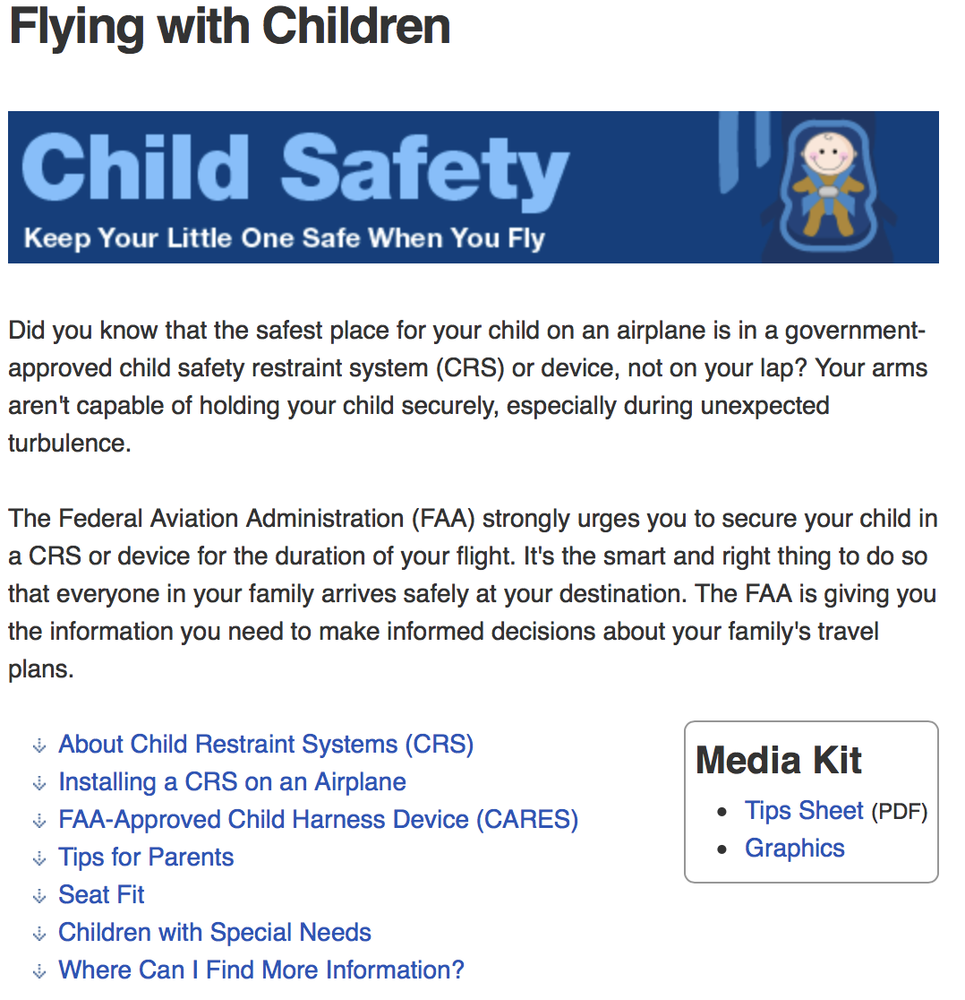 Flying with Children
Child Safety
Keep Your Little One Safe When You Fly
Did you know that the safest place for your child on an airplane is in a government-
approved child safety restraint system (CRS) or device, not on your lap? Your arms
aren't capable of holding your child securely, especially during unexpected
turbulence.
The Federal Aviation Administration (FAA) strongly urges you to secure your child in
a CRS or device for the duration of your flight. It's the smart and right thing to do so
that everyone in your family arrives safely at your destination. The FAA is giving you
the information you need to make informed decisions about your family's travel
plans.
About Child Restraint Systems (CRS)
Installing a CRS on an Airplane
FAA-Approved Child Harness Device (CARES)
Tips for Parents
Seat Fit
Children with Special Needs
Where Can I Find More Information?
Media Kit
Tips Sheet (PDF)
Graphics